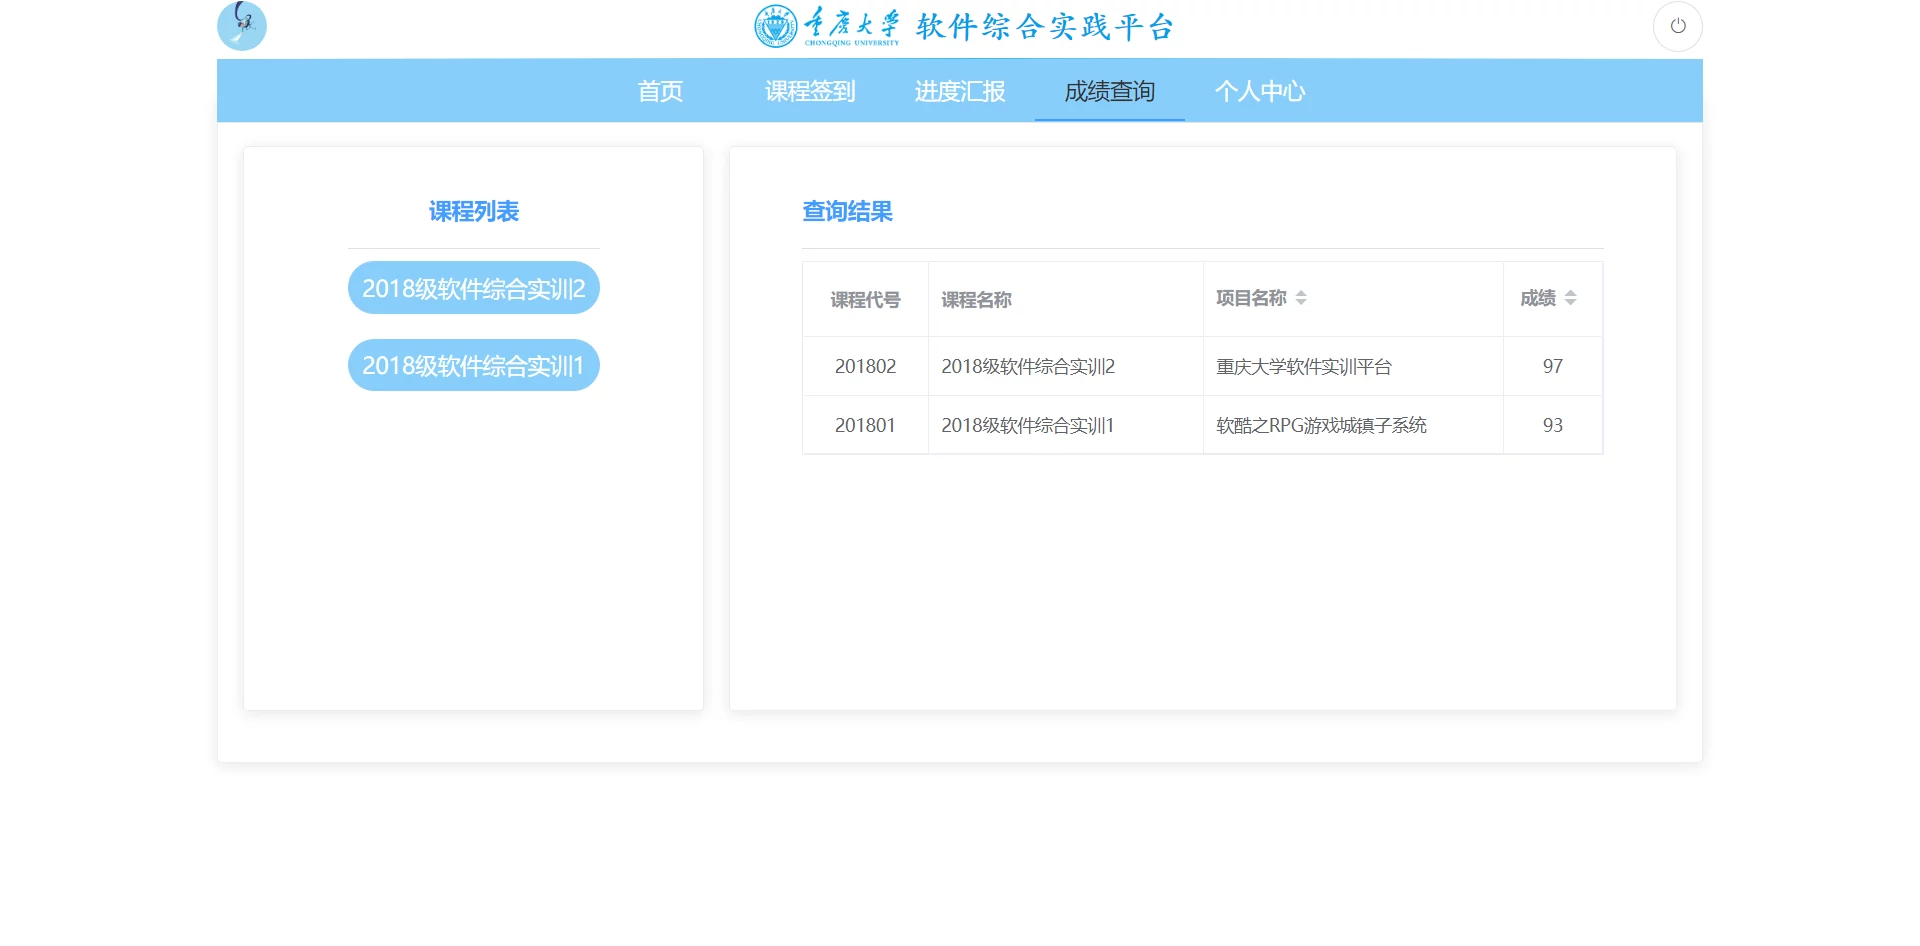 重庆大学 软件综合实践平台
CHONGQING UNIVERSITY
首页 课程签到 进度汇报 成绩查询 个人中心
课程列表
2018级软件综合实训2
2018级软件综合实训1
查询结果
课程代号 课程名称 项目名称 成绩
201802 2018级软件综合实训2 重庆大学软件实训平台 97
201801 2018级软件综合实训1 软酷之RPG游戏城镇子系统 93